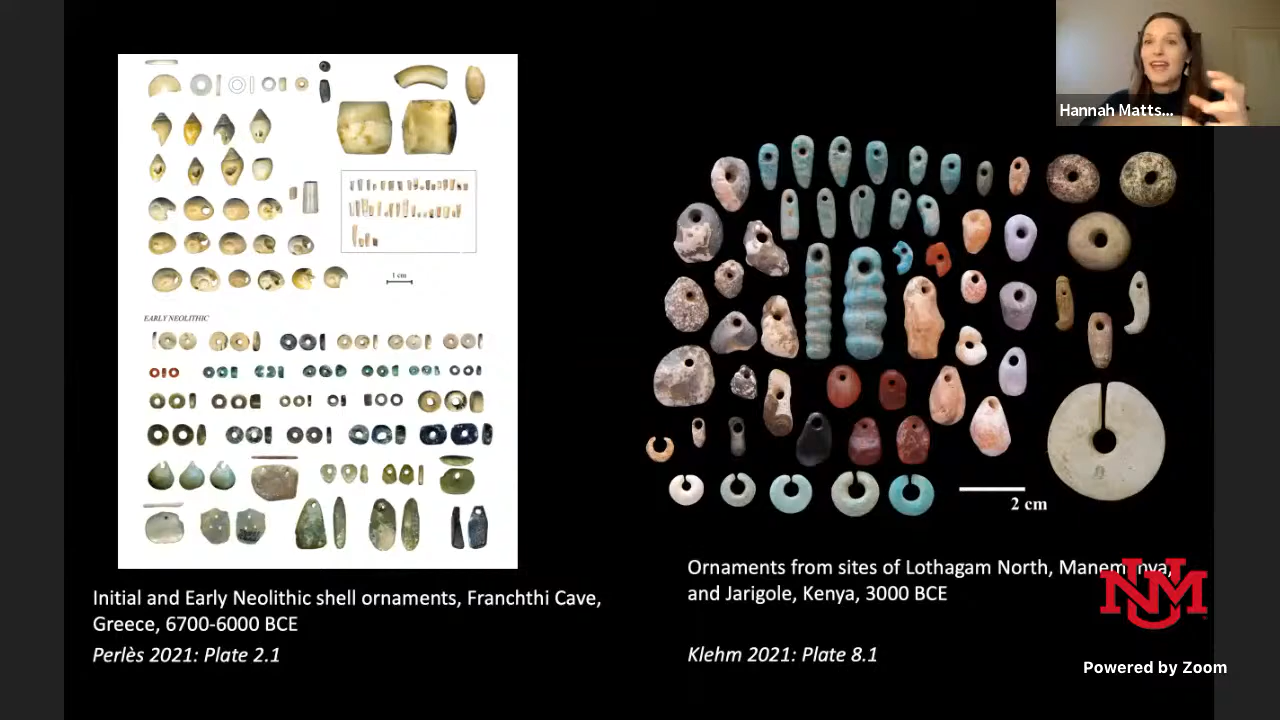 Hannah Matts...
1 cm
EARLY NEOLITHIC
2 cm
Initial and Early Neolithic shell ornaments, Franchthi Cave,
Greece, 6700-6000 BCE
Perlès 2021: Plate 2.1
Ornaments from sites of Lothagam North, Manemanya,
and Jarigole, Kenya, 3000 BCE
Klehm 2021: Plate 8.1
UNM
Powered by Zoom